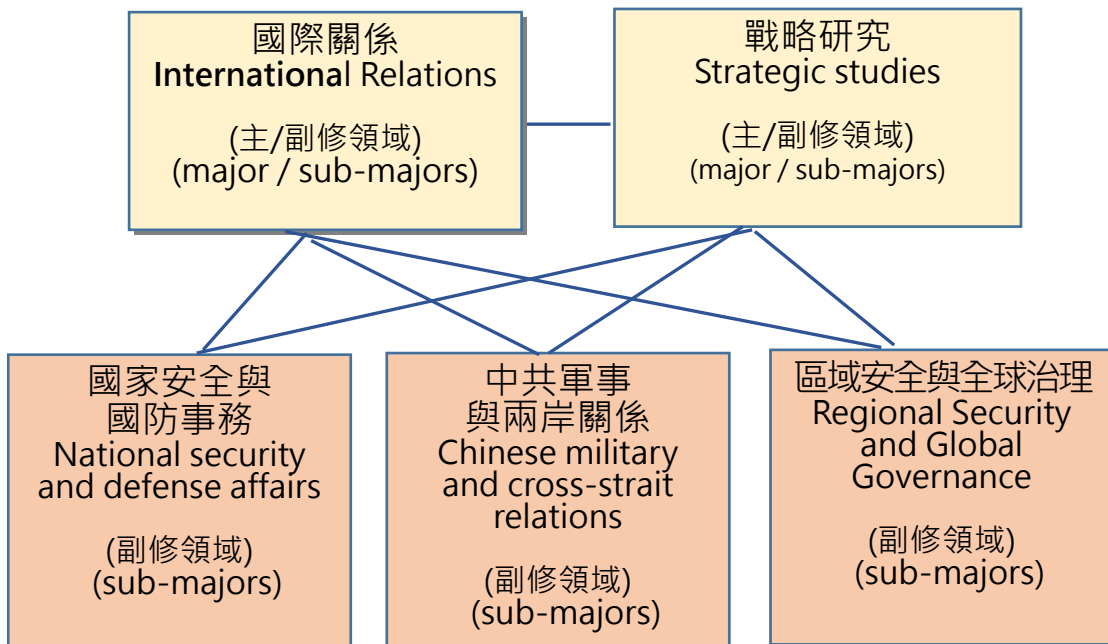 國際關係
International Relations
(主/副修領域)
(major / sub-majors)
戰略研究
Strategic studies
(主/副修領域)
(major / sub-majors)
國家安全與
國防事務
National security
and defense affairs
(副修領域)
(sub-majors)
中共軍事
與兩岸關係
Chinese military
and cross-strait
relations
(副修領域)
(sub-majors)
區域安全與全球治理
Regional Security
and Global
Governance
(副修領域)
(sub-majors)